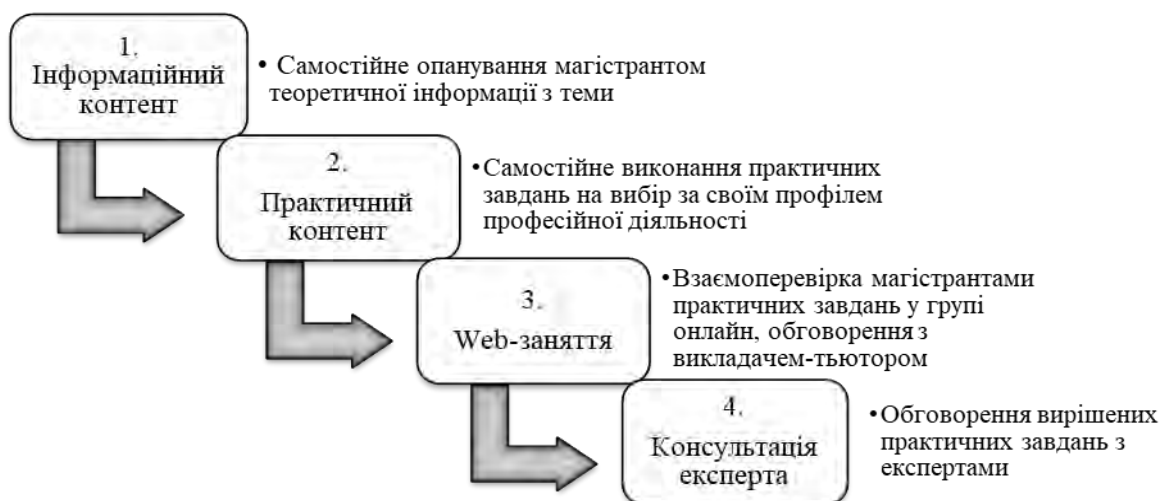 1.
Інформаційний
контент
• Самостійне опанування магістрантом
теоретичної інформації з теми
2.
Практичний
контент
•Самостійне виконання практичних
завдань на вибір за своїм профілем
професійної діяльності
3.
Web-заняття
•Взаємоперевірка магістрантами
практичних завдань у групі
онлайн, обговорення з
викладачем-тьютором
4.
Консультація
експерта
•Обговорення вирішених
практичних завдань з
експертами